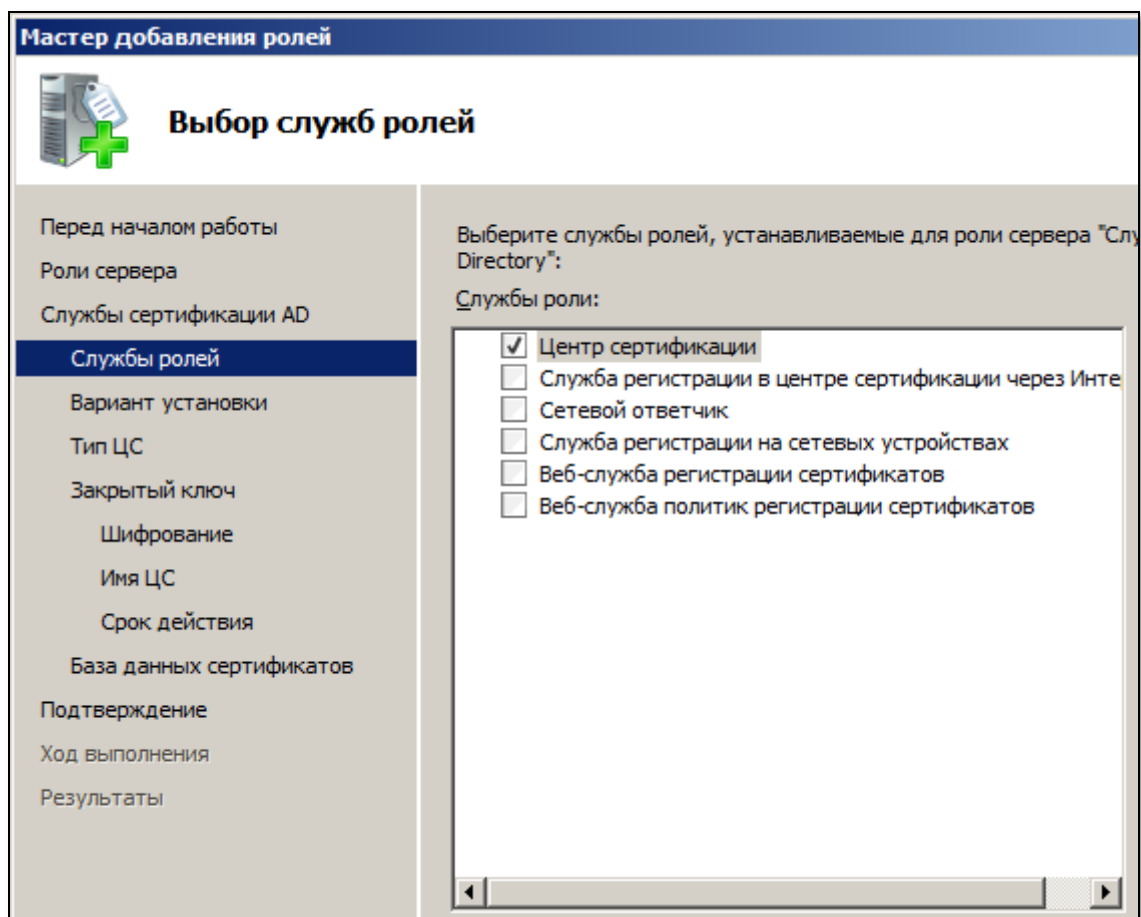 Мастер добавления ролей
Выбор служб ролей
Перед началом работы
Роли сервера
Службы сертификации AD
Службы ролей
Вариант установки
Тип ЦС
Закрытый ключ
Шифрование
Имя ЦС
Срок действия
База данных сертификатов
Подтверждение
Ход выполнения
Результаты
Выберите службы ролей, устанавливаемые для роли сервера "Слу
Directory":
Службы роли:
Центр сертификации
Служба регистрации в центре сертификации через Инте
Сетевой ответчик
Служба регистрации на сетевых устройствах
Веб-служба регистрации сертификатов
Веб-служба политик регистрации сертификатов